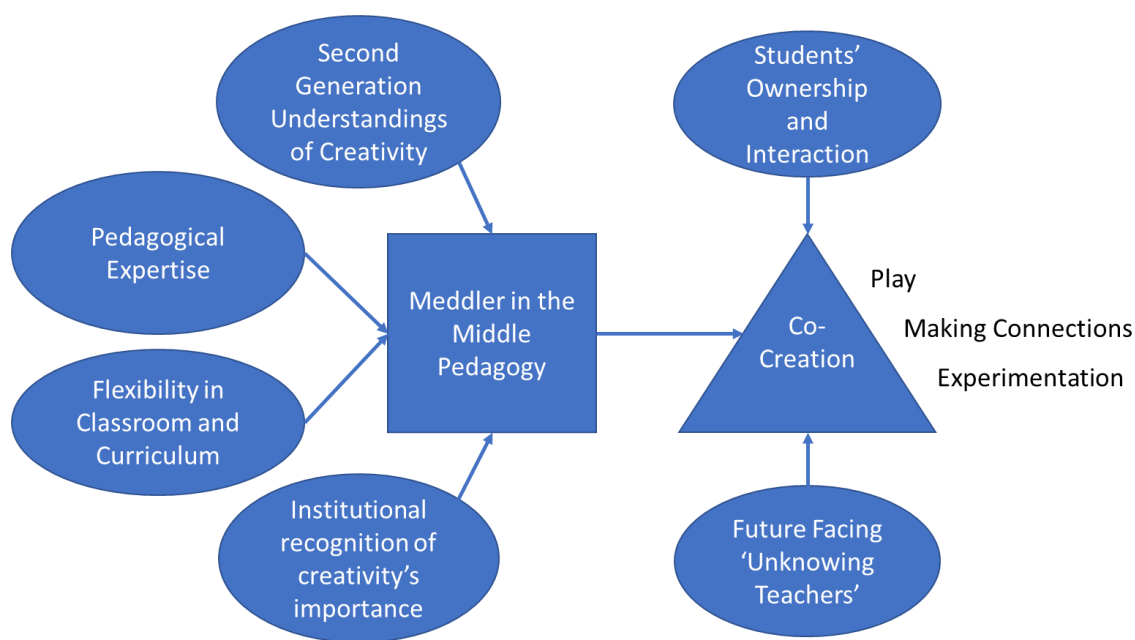 Second
Generation
Understandings
of Creativity
Students’
Ownership
and
Interaction
Pedagogical
Expertise
Meddler in the
Middle
Pedagogy
Co-
Creation
Play
Making Connections
Experimentation
Flexibility in
Classroom and
Curriculum
Institutional
recognition of
creativity’s
importance
Future Facing
‘Unknowing
Teachers’